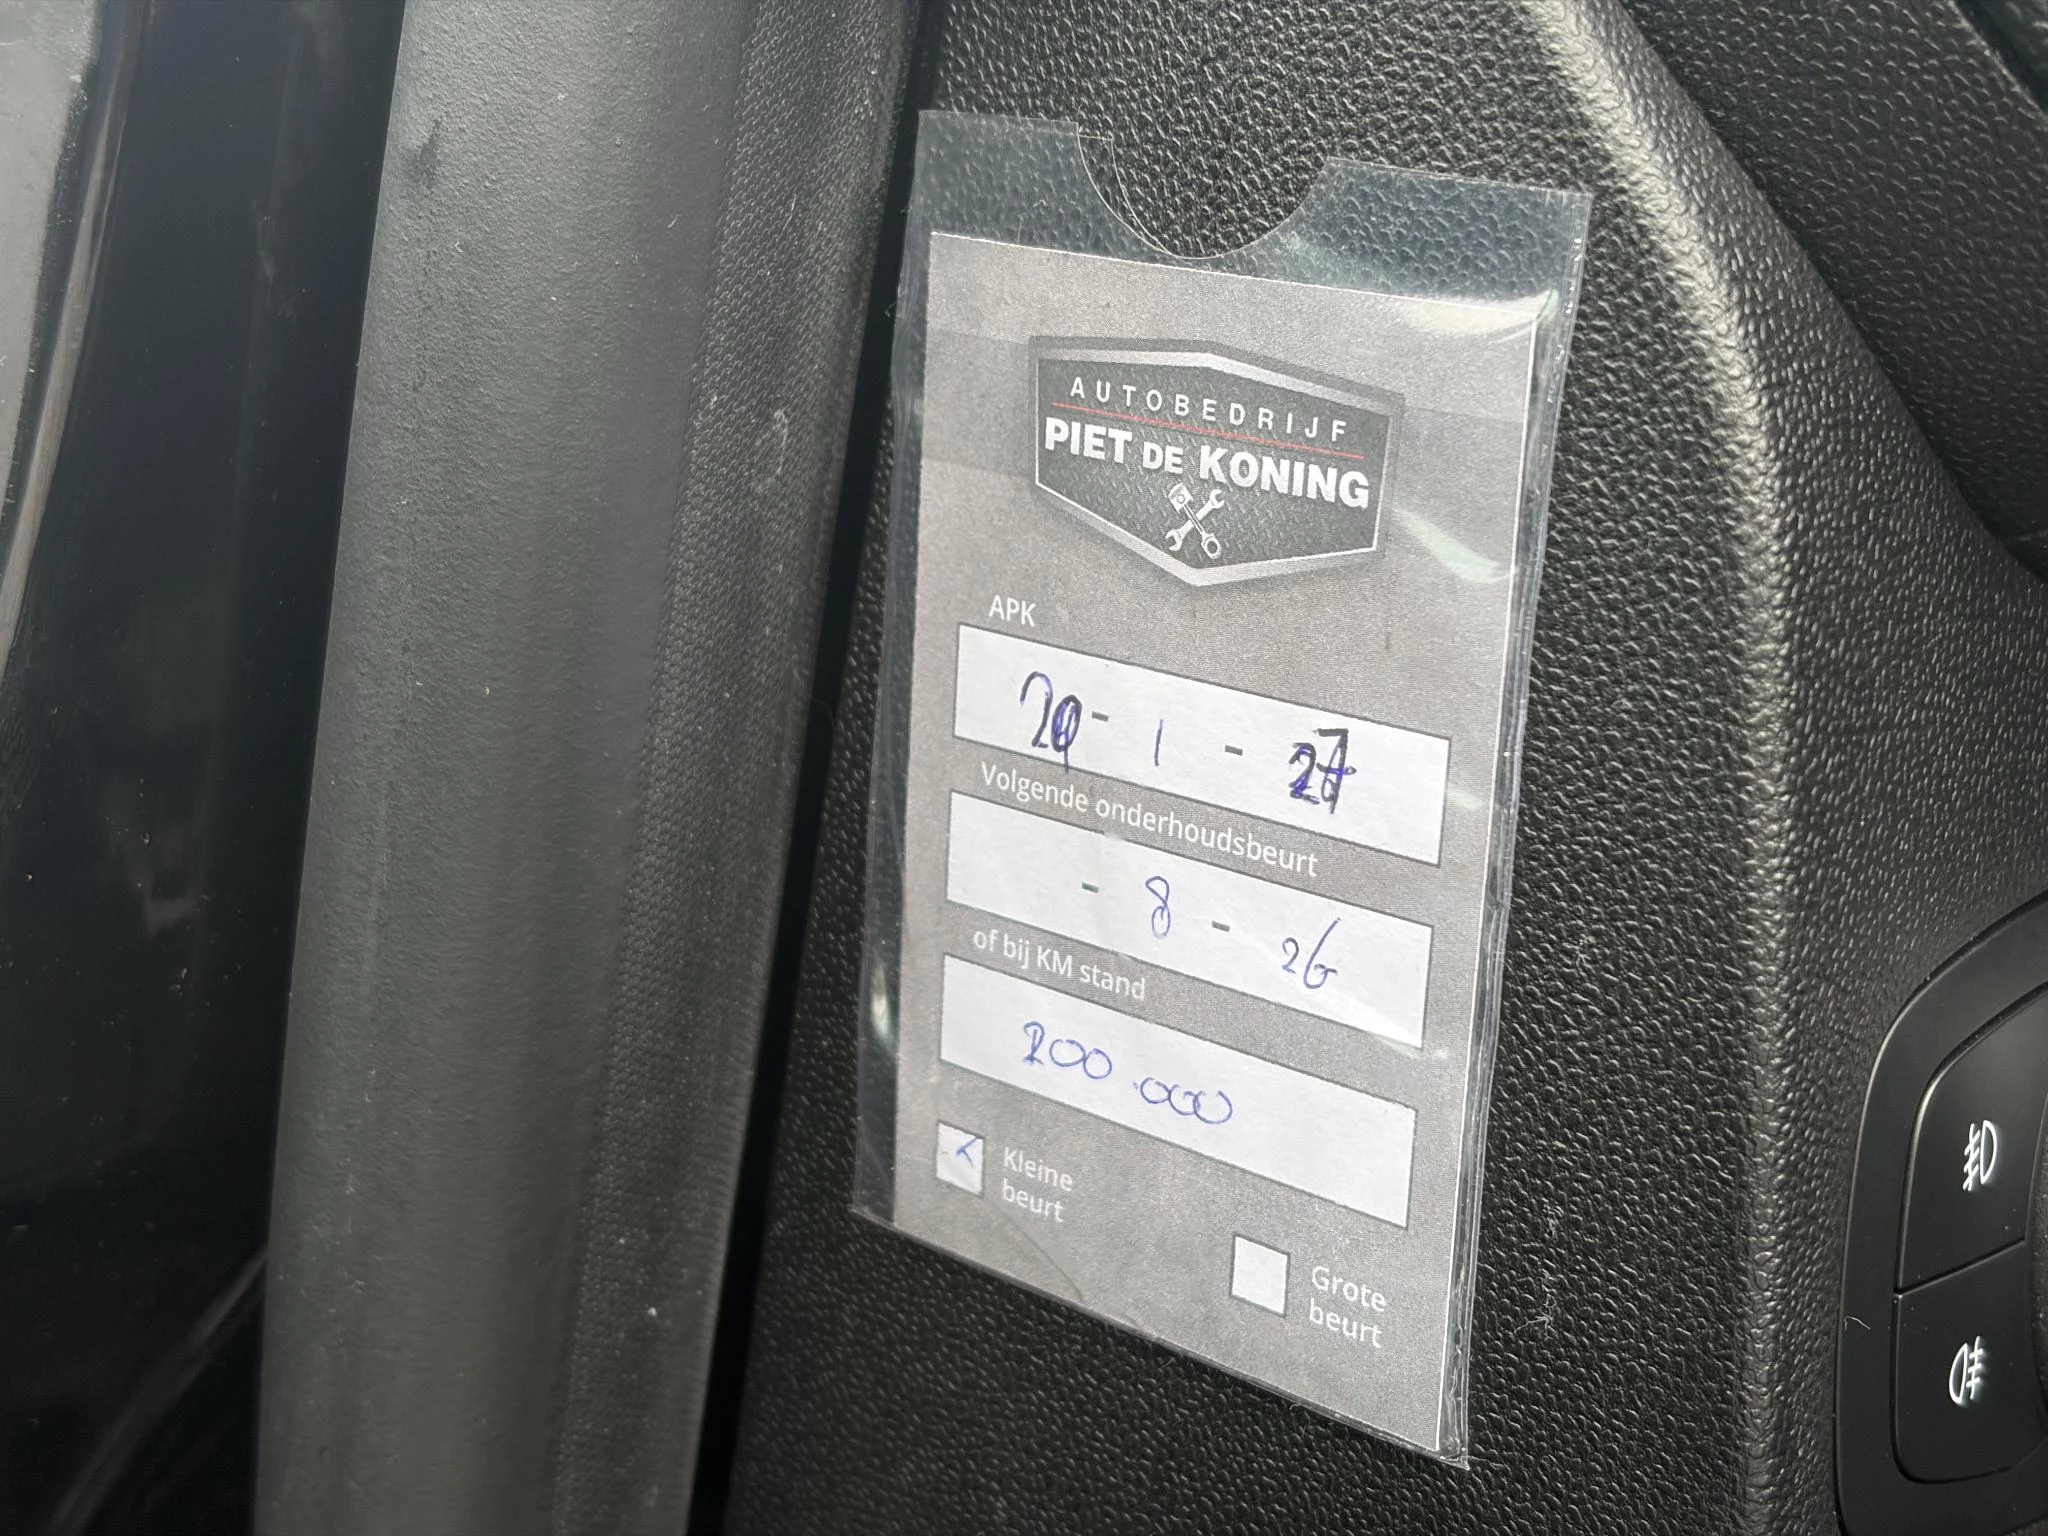 AUTOBEDRIJF
PIET DE KONING
APK
- 1 - 27
Volgende onderhoudsbeurt
- 8 - 26
of bij KM stand
200.000
Kleine
beurt
Grote
beurt